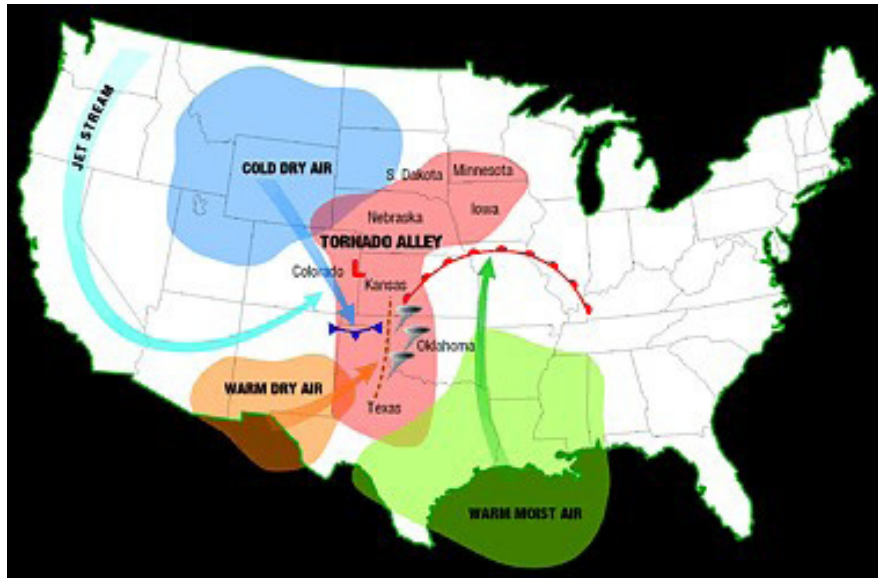 JET STREAM
COLD DRY AIR
S. Dakota
Minnesota
Nebraska
Iowa
TORNADO ALLEY
Colorado
L
Kansas
Oklahoma
WARM DRY AIR
Texas
WARM MOIST AIR